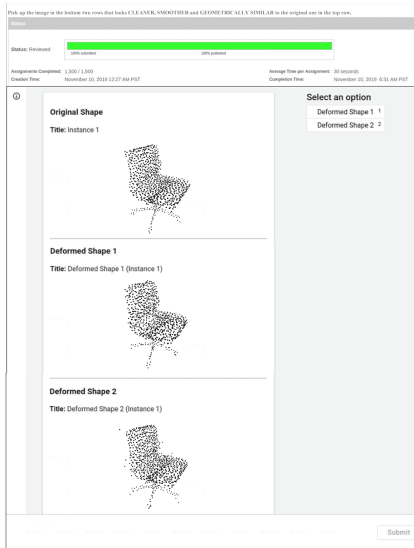 Pick up the image in the bottom two rows that looks CLEANER, SMOOTHER and GEOMETRICALLY SIMILAR to the original one in the top row.
Status
Status: Reviewed
100% submitted 100% published
Assignments Completed: 1,500 / 1,500 Average Time per Assignment: 30 seconds
Creation Time: November 10, 2019 12:27 AM PST Completion Time: November 10, 2019 6:31 AM PST
Select an option
Deformed Shape 1 1
Deformed Shape 2 2
Original Shape
Title: Instance 1
Deformed Shape 1
Title: Deformed Shape 1 (Instance 1)
Deformed Shape 2
Title: Deformed Shape 2 (Instance 1)
Submit